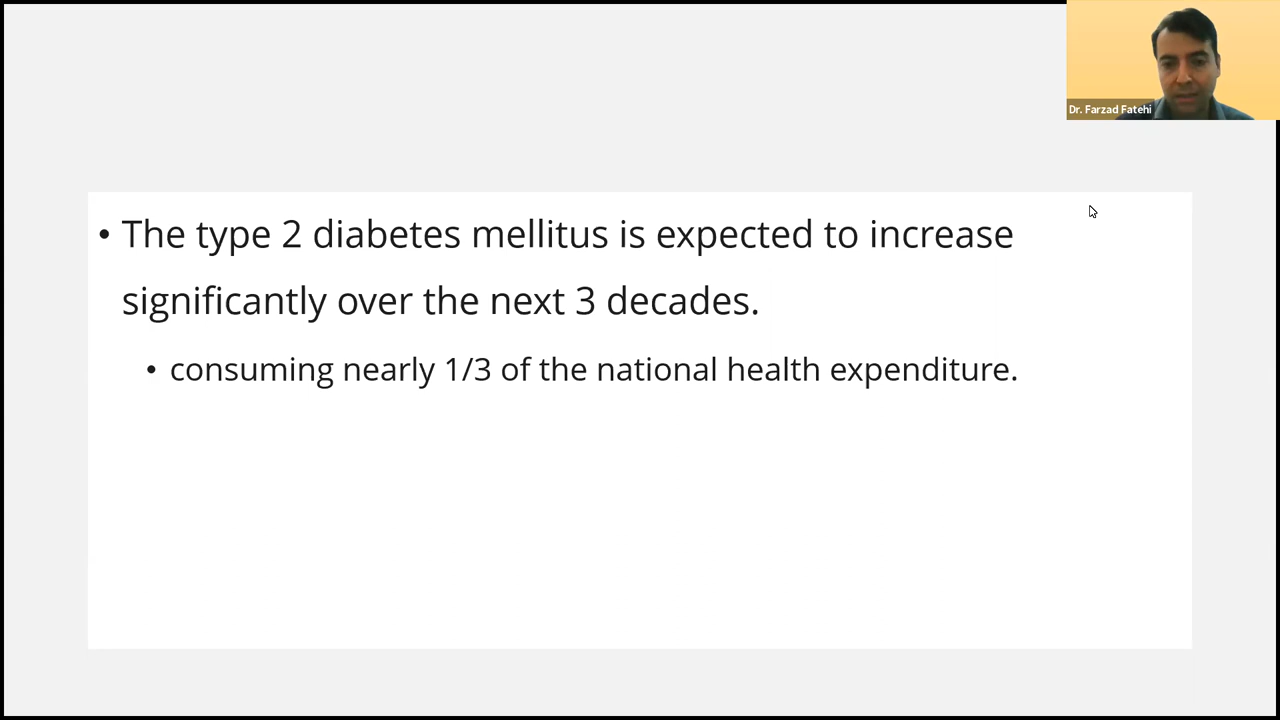 Dr. Farzad Fatehi
• The type 2 diabetes mellitus is expected to increase
significantly over the next 3 decades.
• consuming nearly 1/3 of the national health expenditure.